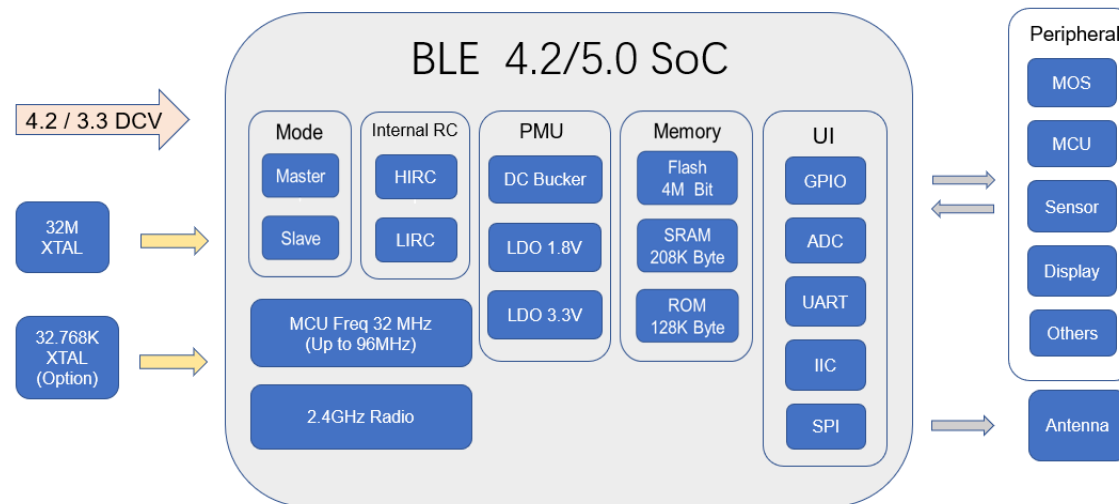 BLE 4.2/5.0 SoC
4.2 / 3.3 DCV
32M
XTAL
32.768K
XTAL
(Option)
Mode
Master
Slave
Internal RC
HIRC
LIRC
PMU
DC Bucker
LDO 1.8V
LDO 3.3V
Memory
Flash
4M Bit
SRAM
208K Byte
ROM
128K Byte
UI
GPIO
ADC
UART
IIC
SPI
MCU Freq 32 MHz
(Up to 96MHz)
2.4GHz Radio
Peripheral
MOS
MCU
Sensor
Display
Others
Antenna